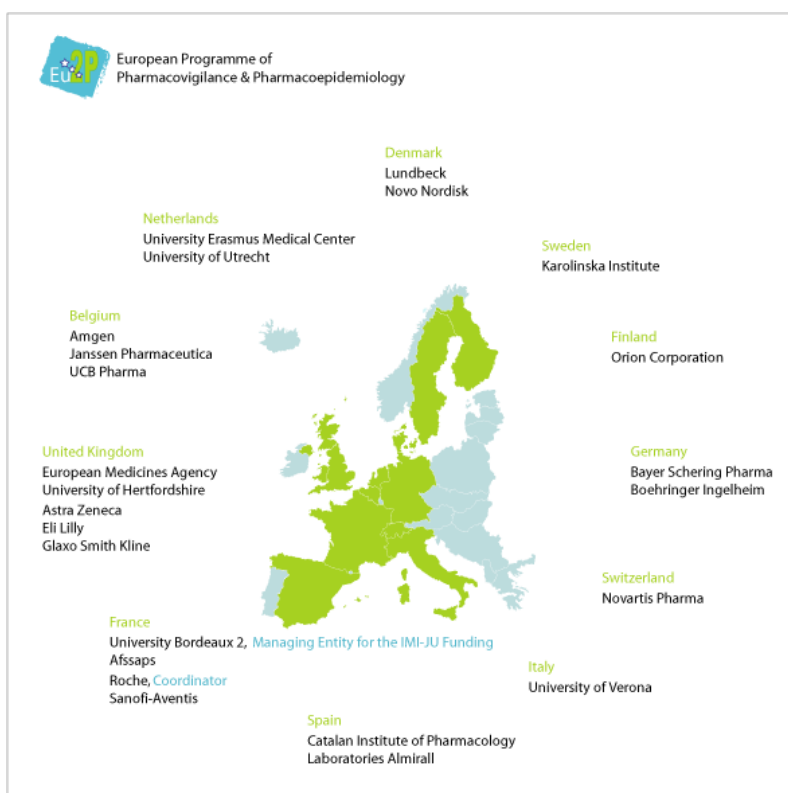 Eu2P
European Programme of
Pharmacovigilance & Pharmacoepidemiology
Denmark
Lundbeck
Novo Nordisk
Netherlands
University Erasmus Medical Center
University of Utrecht
Sweden
Karolinska Institute
Belgium
Amgen
Janssen Pharmaceutica
UCB Pharma
Finland
Orion Corporation
United Kingdom
European Medicines Agency
University of Hertfordshire
Astra Zeneca
Eli Lilly
Glaxo Smith Kline
Germany
Bayer Schering Pharma
Boehringer Ingelheim
Switzerland
Novartis Pharma
France
University Bordeaux 2, Managing Entity for the IMI-JU Funding
Afssaps
Roche, Coordinator
Sanofi-Aventis
Italy
University of Verona
Spain
Catalan Institute of Pharmacology
Laboratories Almirall